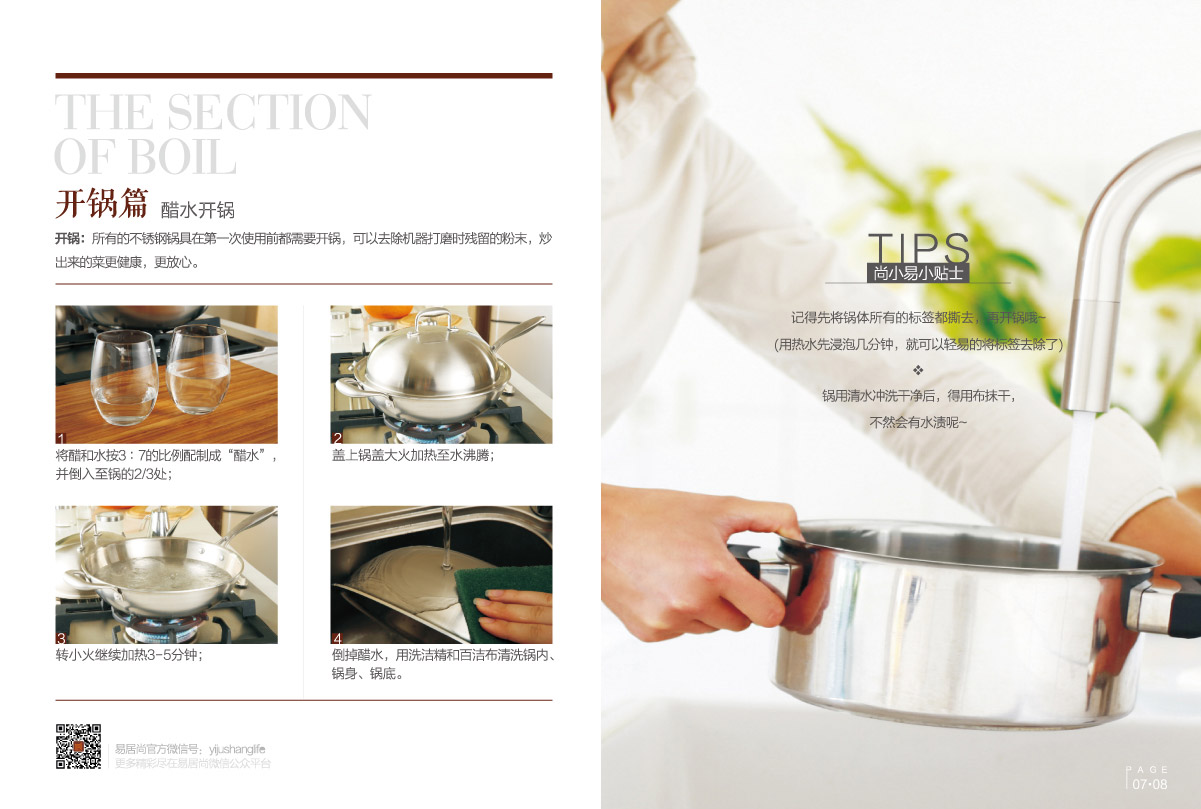 THE SECTION
OF BOIL
开锅篇 醋水开锅
开锅：所有的不锈钢锅具在第一次使用前都需要开锅，可以去除机器打磨时残留的粉末，炒
出来的菜更健康，更放心。
1
将醋和水按3：7的比例配制成“醋水”，
并倒入至锅的2/3处；
2
盖上锅盖大火加热至水沸腾；
3
转小火继续加热3-5分钟；
4
倒掉醋水，用洗洁精和百洁布清洗锅内、
锅身、锅底。
易居尚官方微信号：yijushanglife
更多精彩尽在易居尚微信公众平台
TIPS
尚小易小贴士
记得先将锅体所有的标签都撕去，再开锅哦~
(用热水先浸泡几分钟，就可以轻易的将标签去除了)
锅用清水冲洗干净后，得用布抹干，
不然会有水渍呢~
PAGE
07·08